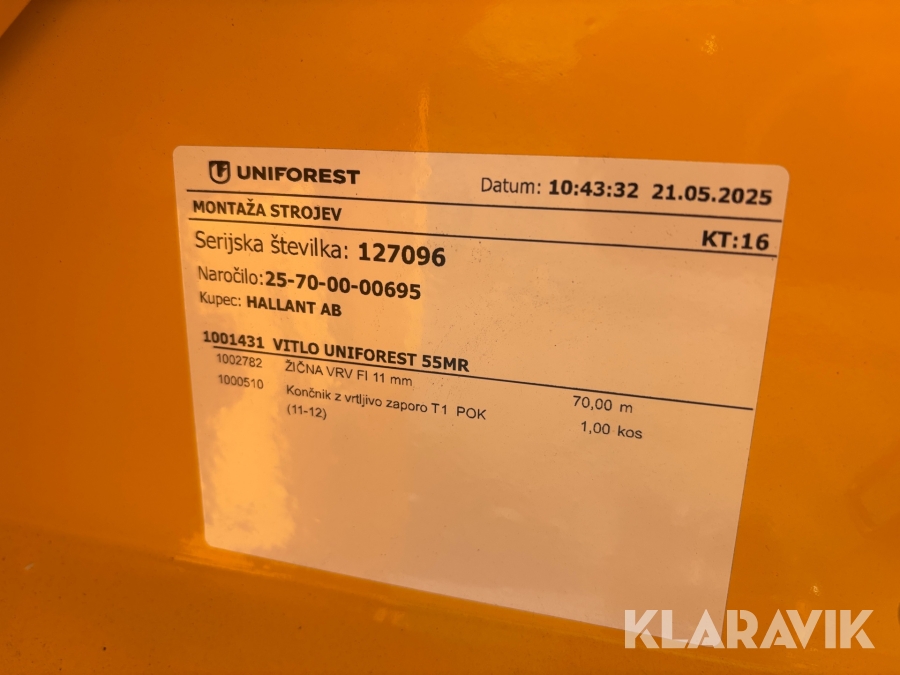 UNIFOREST
Datum: 10:43:32 21.05.2025
MONTAŽA STROJEV
KT:16
Serijska številka: 127096
Naročilo:25-70-00-00695
Kupec: HALLANT AB
1001431 VITLO UNIFOREST 55MR
1002782 ŽIČNA VRV FI 11 mm 70,00 m
1000510 Končnik z vrtljivo zaporo T1 POK 1,00 kos
(11-12)
KLARAVIK